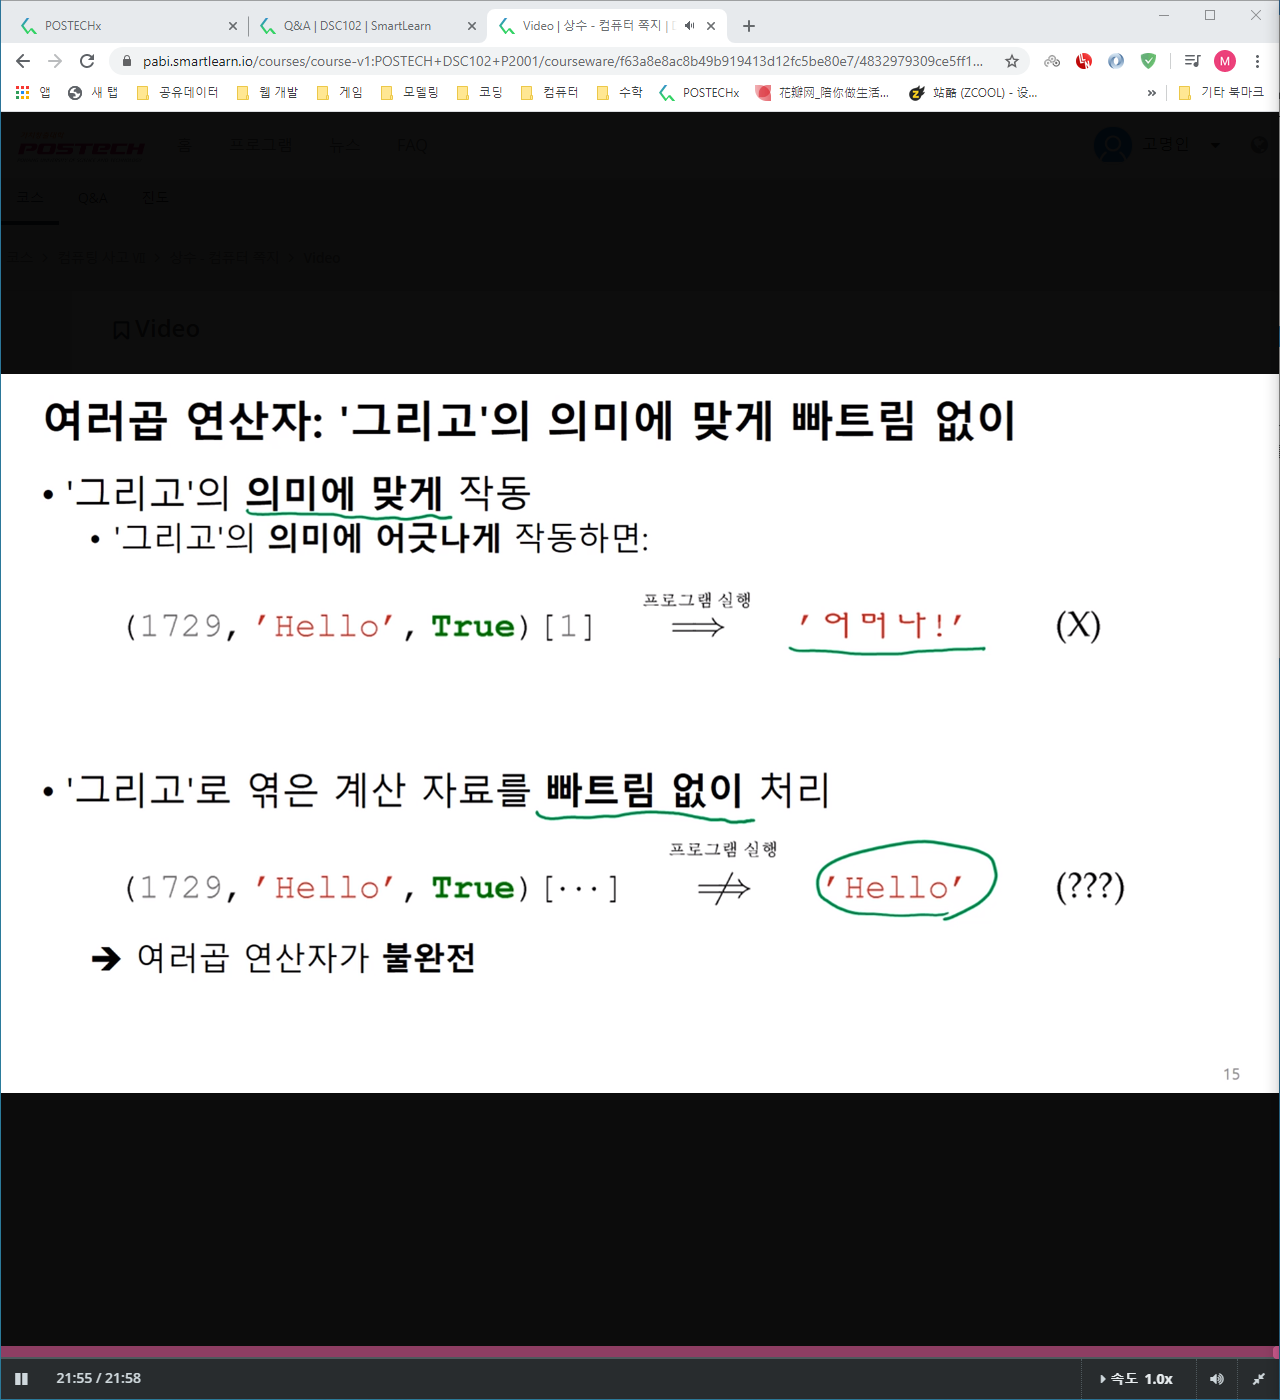 POSTECHx
Q&A | DSC102 | SmartLearn
Video | 상수 - 컴퓨터 쪽지 |
pabi.smartlearn.io/courses/course-v1:POSTECH+DSC102+P2001/courseware/f63a8e8ac8b49b919413d12fc5be80e7/4832979309ce5ff1...
M
앱 새 탭 공유데이터 웹 개발 게임 모델링 코딩 컴퓨터 수학 POSTECHx 花瓣网_陪你做生活... 站酷 (ZCOOL) - 设... » 기타 북마크
POSTECH 홈 프로그램 뉴스 FAQ 고명인
코스 Q&A 진도
Video
Video
여러곱 연산자: '그리고'의 의미에 맞게 빠트림 없이
• '그리고'의 의미에 맞게 작동
• '그리고'의 의미에 어긋나게 작동하면:
프로그램 실행
(1729, 'Hello', True)[1] ⟹ '어머나!' (X)
• '그리고'로 엮은 계산 자료를 빠트림 없이 처리
프로그램 실행
(1729, 'Hello', True)[···] ⇏ 'Hello' (???)
➔ 여러곱 연산자가 불완전
15
21:55 / 21:58
속도 1.0x